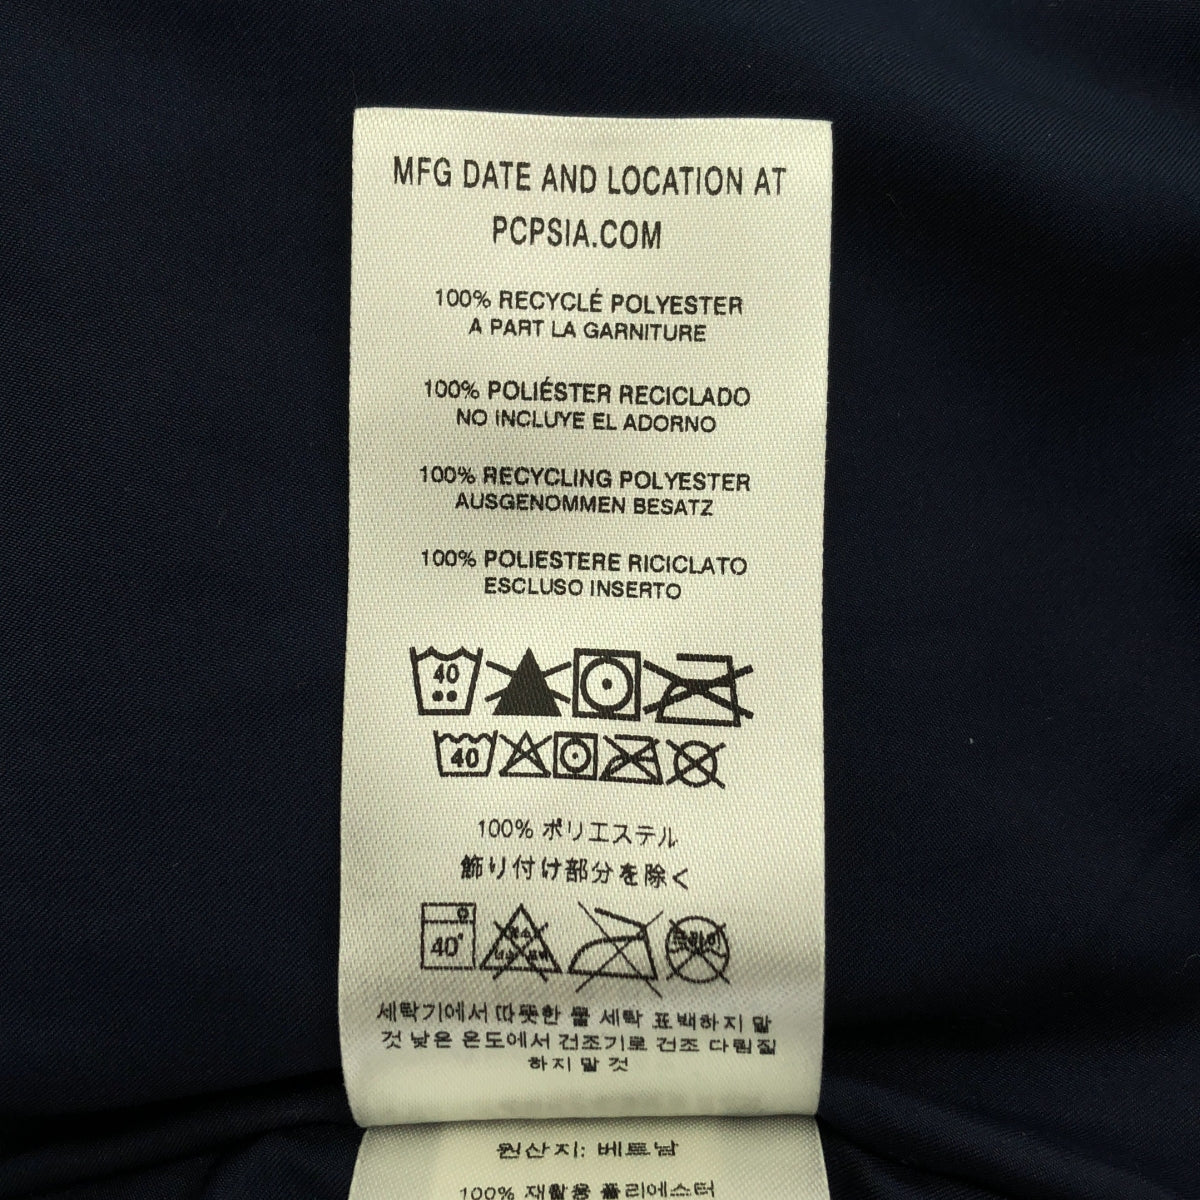 MFG DATE AND LOCATION AT
PCPSIA.COM
100% RECYCLÉ POLYESTER
A PART LA GARNITURE
100% POLIÉSTER RECICLADO
NO INCLUYE EL ADORNO
100% RECYCLING POLYESTER
AUSGENOMMEN BESATZ
100% POLIESTERE RICICLATO
ESCLUSO INSERTO
40
40
100% ポリエステル
飾り付け部分を除く
40°
세탁기에서 따뜻한 물 세탁 표백하지 말
것 낮은 온도에서 건조기로 건조 다림질
하지 말 것
원산지: 베트남
100% 재활용 폴리에스터